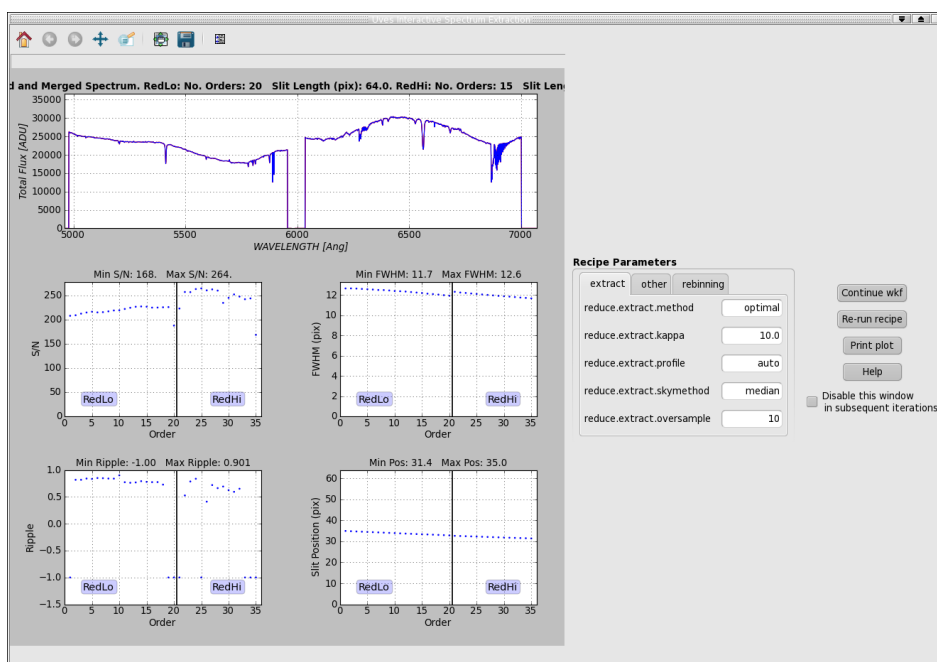 Uves Interactive Spectrum Extraction
d and Merged Spectrum. RedLo: No. Orders: 20 Slit Length (pix): 64.0. RedHi: No. Orders: 15 Slit Len
35000
30000
25000
20000
15000
10000
5000
0
Total Flux [ADU]
5000 5500 6000 6500 7000
WAVELENGTH [Ang]
Min S/N: 168. Max S/N: 264.
250
200
150
100
50
0
S/N
RedLo RedHi
0 5 10 15 20 25 30 35
Order
Min FWHM: 11.7 Max FWHM: 12.6
12
10
8
6
4
2
0
FWHM (pix)
RedLo RedHi
0 5 10 15 20 25 30 35
Order
Min Ripple: -1.00 Max Ripple: 0.901
1.0
0.5
0.0
−0.5
−1.0
−1.5
Ripple
RedLo RedHi
0 5 10 15 20 25 30 35
Order
Min Pos: 31.4 Max Pos: 35.0
60
50
40
30
20
10
0
Slit Position (pix)
RedLo RedHi
0 5 10 15 20 25 30 35
Order
Recipe Parameters
extract other rebinning
reduce.extract.method optimal
reduce.extract.kappa 10.0
reduce.extract.profile auto
reduce.extract.skymethod median
reduce.extract.oversample 10
Continue wkf
Re-run recipe
Print plot
Help
Disable this window
in subsequent iterations